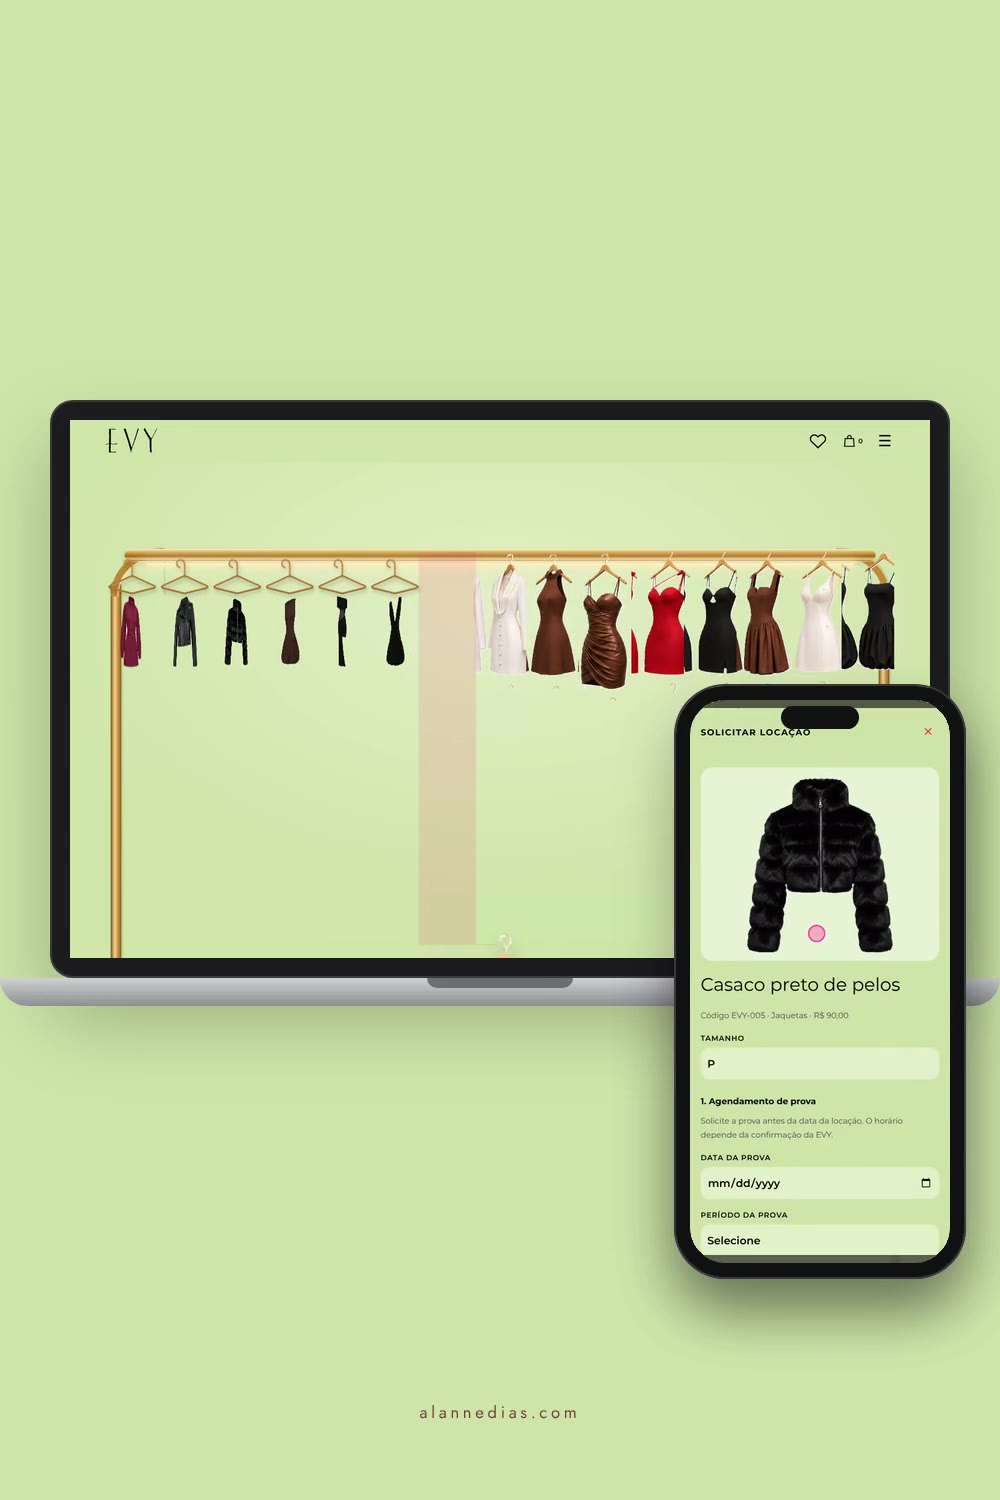 EVY
0
SOLICITAR LOCAÇÃO
Casaco preto de pelos
Código EVY-005 · Jaquetas · R$ 90,00
TAMANHO
P
1. Agendamento de prova
Solicite a prova antes da data da locação. O horário
depende da confirmação da EVY.
DATA DA PROVA
mm/dd/yyyy
PERÍODO DA PROVA
Selecione
alannedias.com